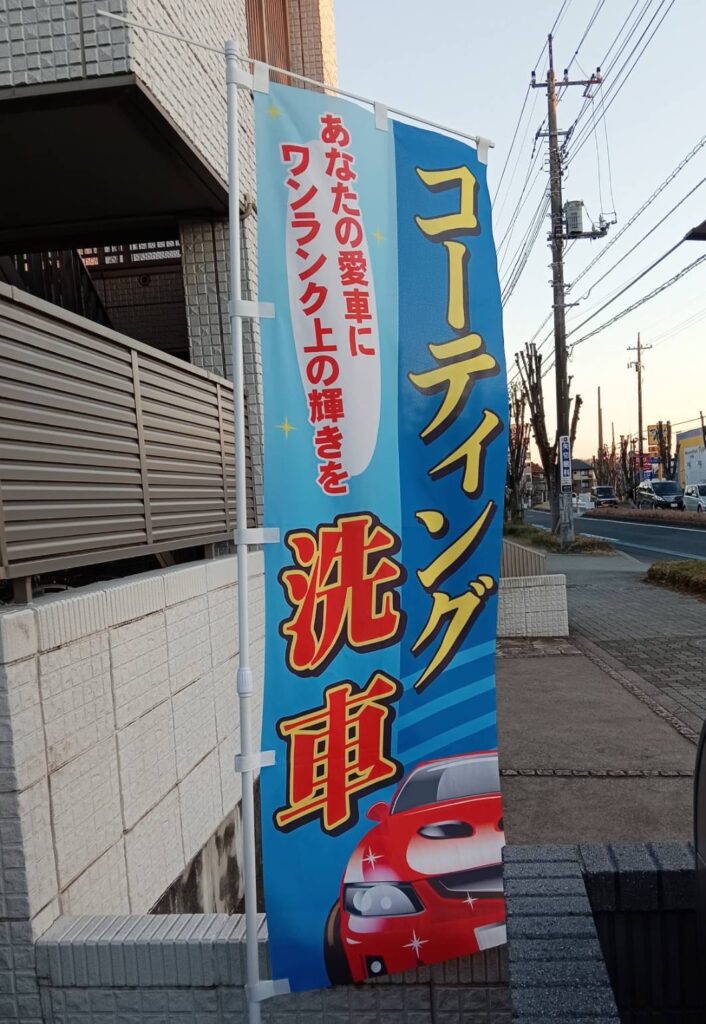 コーティング
洗車
あなたの愛車に
ワンランク上の輝きを